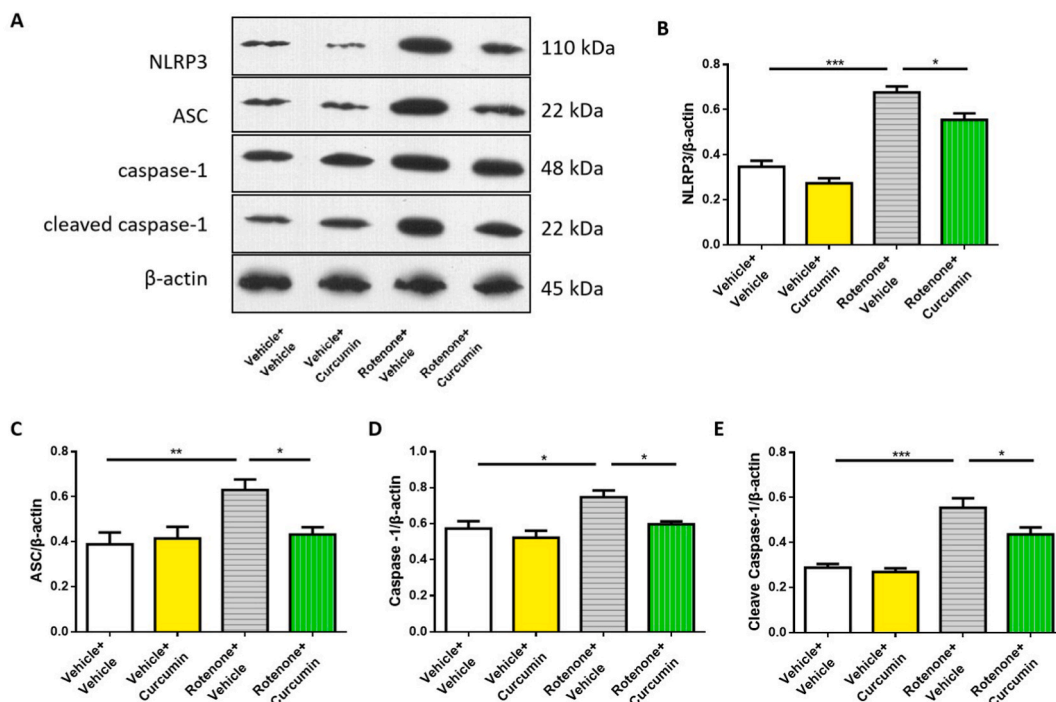 A
NLRP3
110 kDa
ASC
22 kDa
caspase-1
48 kDa
cleaved caspase-1
22 kDa
β-actin
45 kDa
Vehicle+
Vehicle
Vehicle+
Curcumin
Rotenone+
Vehicle
Rotenone+
Curcumin
B
NLRP3/β-actin
0.8
0.6
0.4
0.2
0.0
***
*
Vehicle+
Vehicle
Vehicle+
Curcumin
Rotenone+
Vehicle
Rotenone+
Curcumin
C
ASC/β-actin
0.8
0.6
0.4
0.2
0.0
**
*
Vehicle+
Vehicle
Vehicle+
Curcumin
Rotenone+
Vehicle
Rotenone+
Curcumin
D
Caspase -1/β-actin
1.0
0.8
0.6
0.4
0.2
0.0
*
*
Vehicle+
Vehicle
Vehicle+
Curcumin
Rotenone+
Vehicle
Rotenone+
Curcumin
E
Cleave Caspase-1/β-actin
0.8
0.6
0.4
0.2
0.0
***
*
Vehicle+
Vehicle
Vehicle+
Curcumin
Rotenone+
Vehicle
Rotenone+
Curcumin